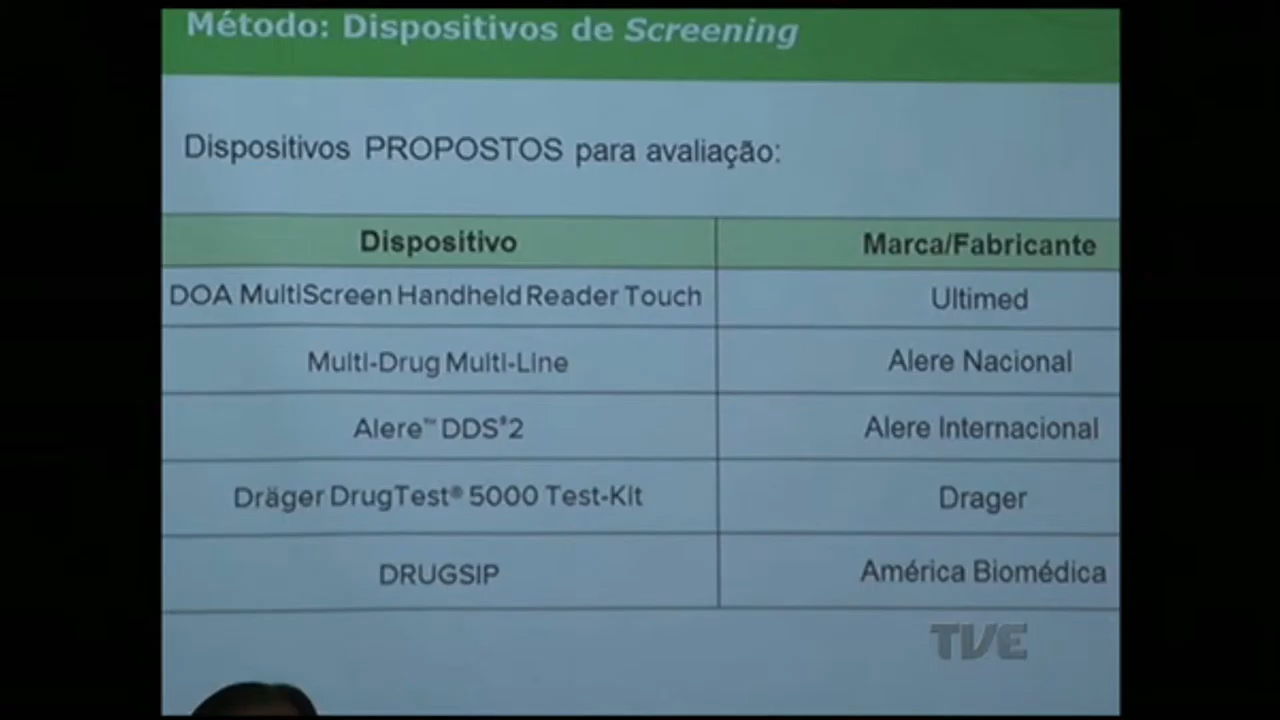 Método: Dispositivos de Screening
Dispositivos PROPOSTOS para avaliação:
Dispositivo Marca/Fabricante
DOA MultiScreen Handheld Reader Touch Ultimed
Multi-Drug Multi-Line Alere Nacional
Alere™ DDS®2 Alere Internacional
Dräger DrugTest® 5000 Test-Kit Drager
DRUGSIP América Biomédica
TVE